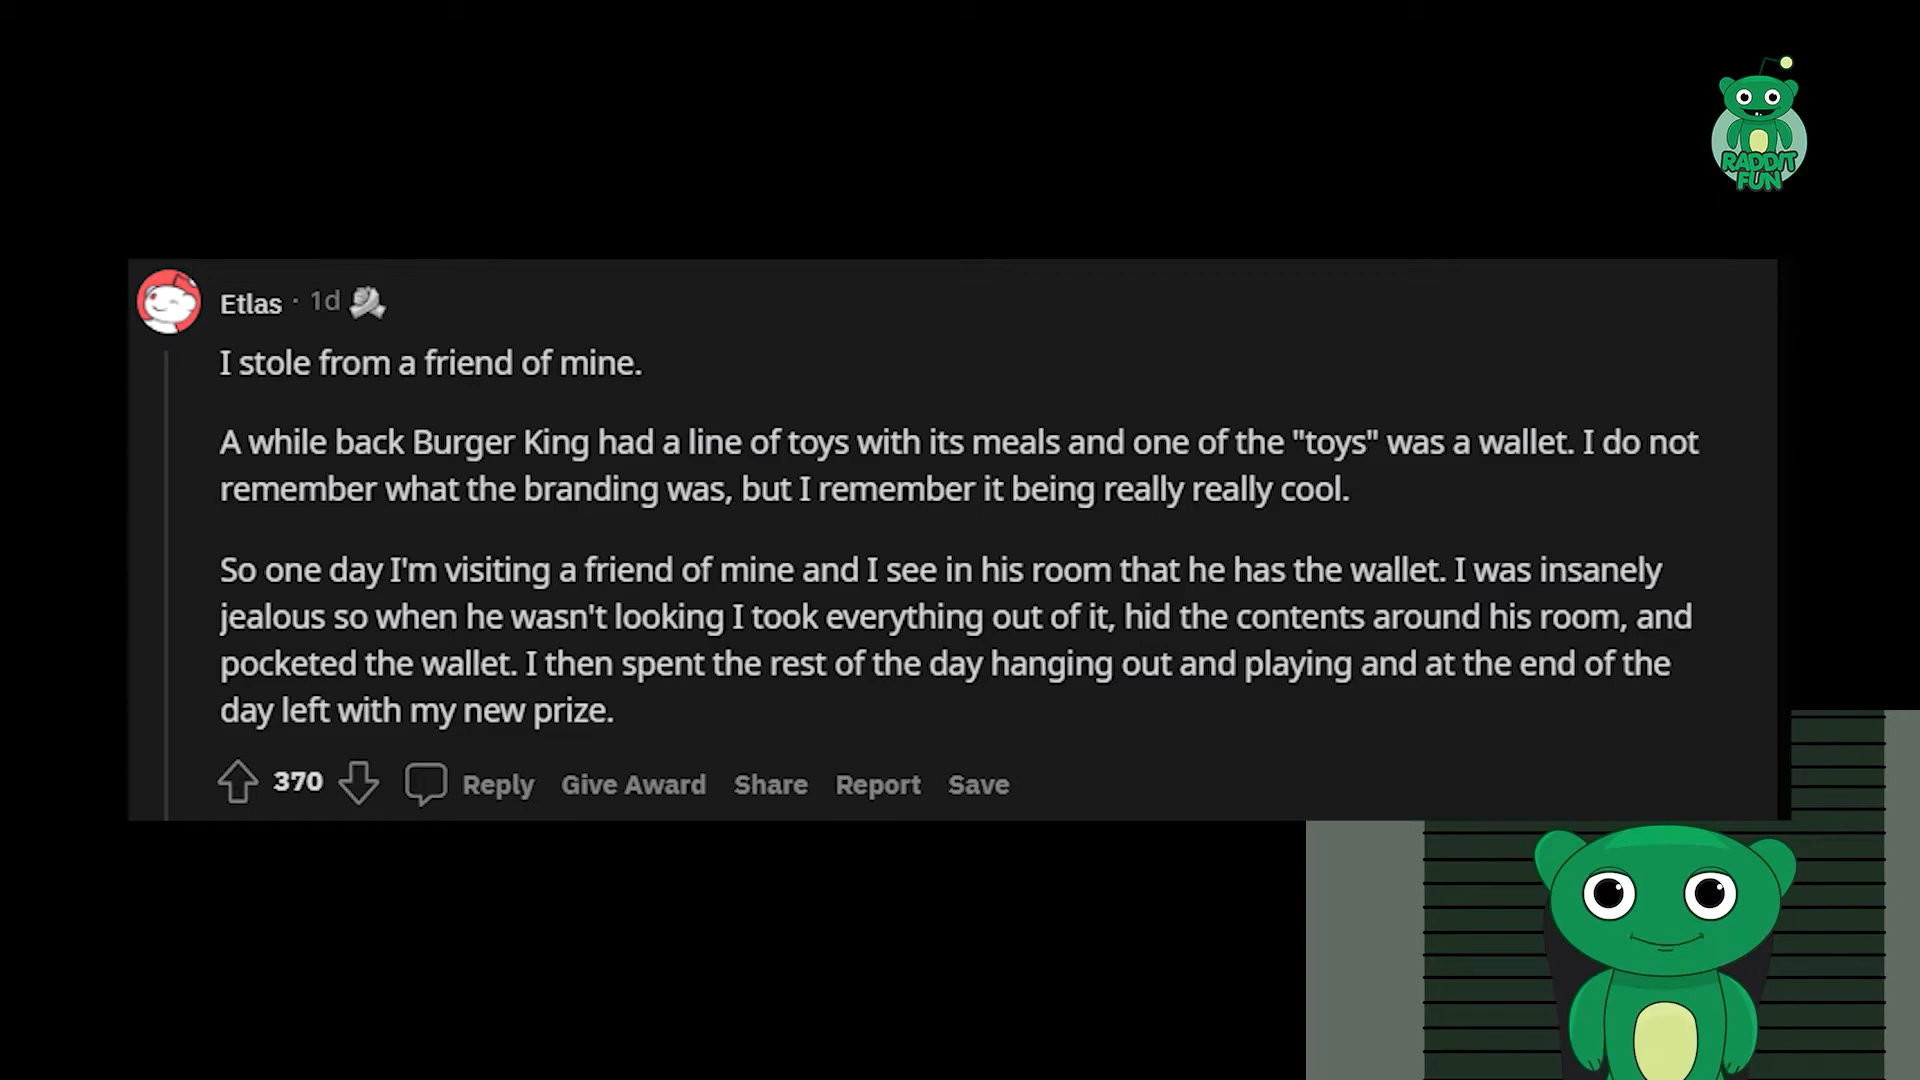 RADDIT
FUN
Etlas · 1d
I stole from a friend of mine.
A while back Burger King had a line of toys with its meals and one of the "toys" was a wallet. I do not
remember what the branding was, but I remember it being really really cool.
So one day I'm visiting a friend of mine and I see in his room that he has the wallet. I was insanely
jealous so when he wasn't looking I took everything out of it, hid the contents around his room, and
pocketed the wallet. I then spent the rest of the day hanging out and playing and at the end of the
day left with my new prize.
370 Reply Give Award Share Report Save